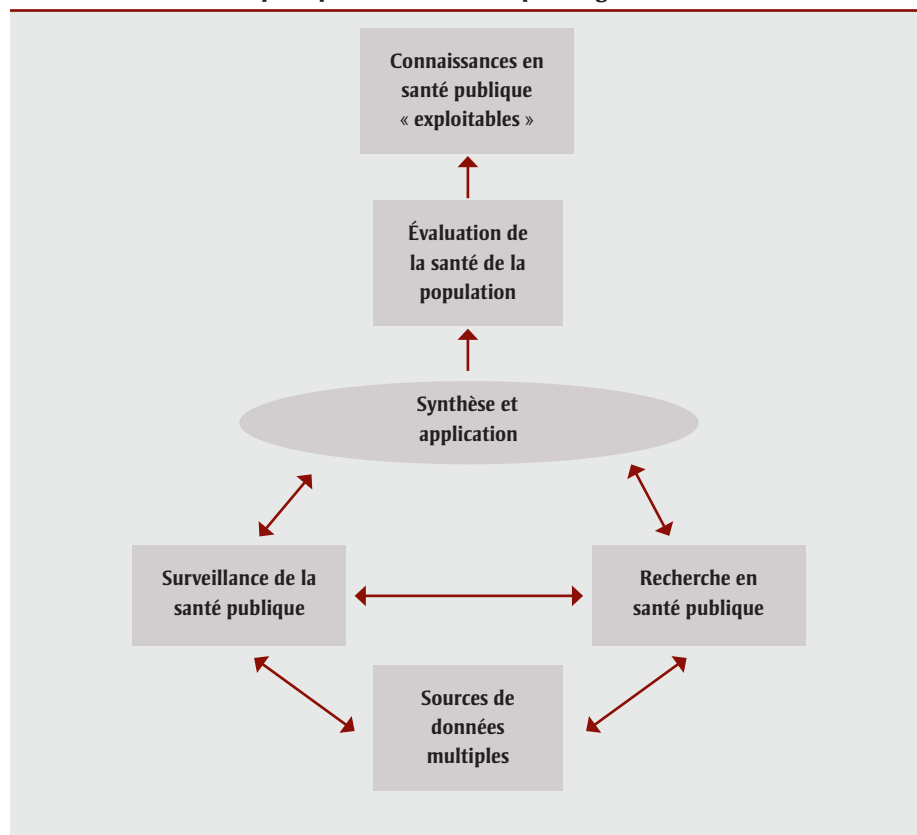 Connaissances en
santé publique
« exploitables »
Évaluation de
la santé de la
population
Synthèse et
application
Surveillance de la
santé publique
Recherche en
santé publique
Sources de
données
multiples